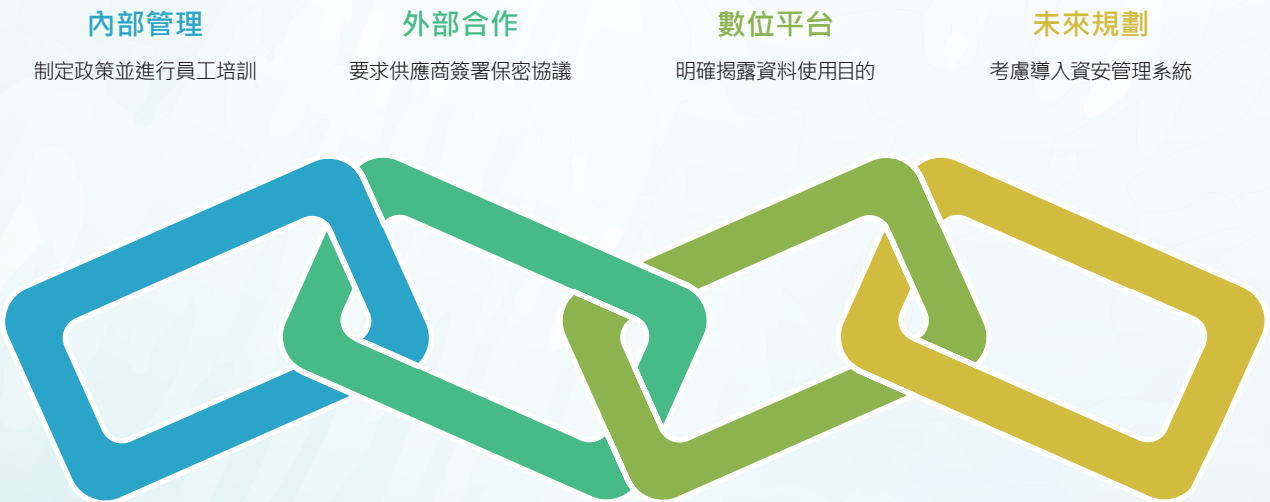 內部管理
制定政策並進行員工培訓
外部合作
要求供應商簽署保密協議
數位平台
明確揭露資料使用目的
未來規劃
考慮導入資安管理系統